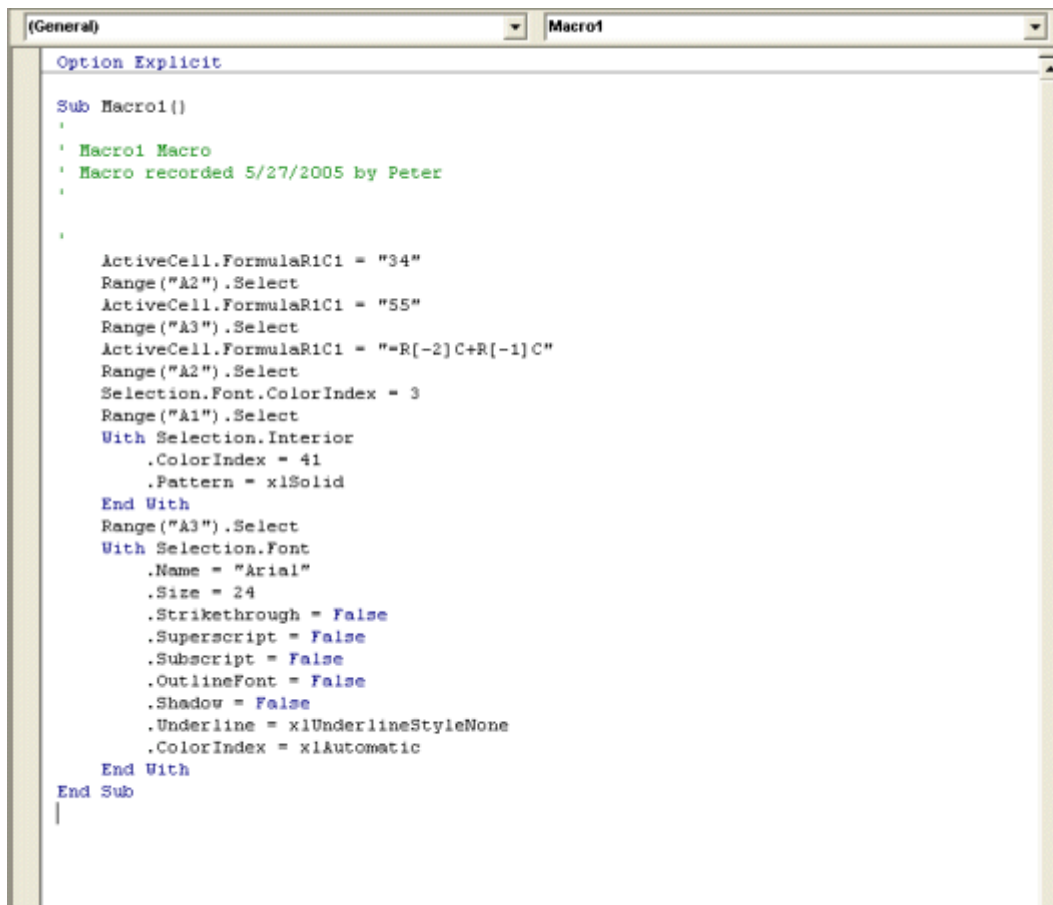 (General) Macro1
Option Explicit
Sub Macro1()
'
' Macro1 Macro
' Macro recorded 5/27/2005 by Peter
'
'
ActiveCell.FormulaR1C1 = "34"
Range("A2").Select
ActiveCell.FormulaR1C1 = "55"
Range("A3").Select
ActiveCell.FormulaR1C1 = "=R[-2]C+R[-1]C"
Range("A2").Select
Selection.Font.ColorIndex = 3
Range("A1").Select
With Selection.Interior
.ColorIndex = 41
.Pattern = xlSolid
End With
Range("A3").Select
With Selection.Font
.Name = "Arial"
.Size = 24
.Strikethrough = False
.Superscript = False
.Subscript = False
.OutlineFont = False
.Shadow = False
.Underline = xlUnderlineStyleNone
.ColorIndex = xlAutomatic
End With
End Sub